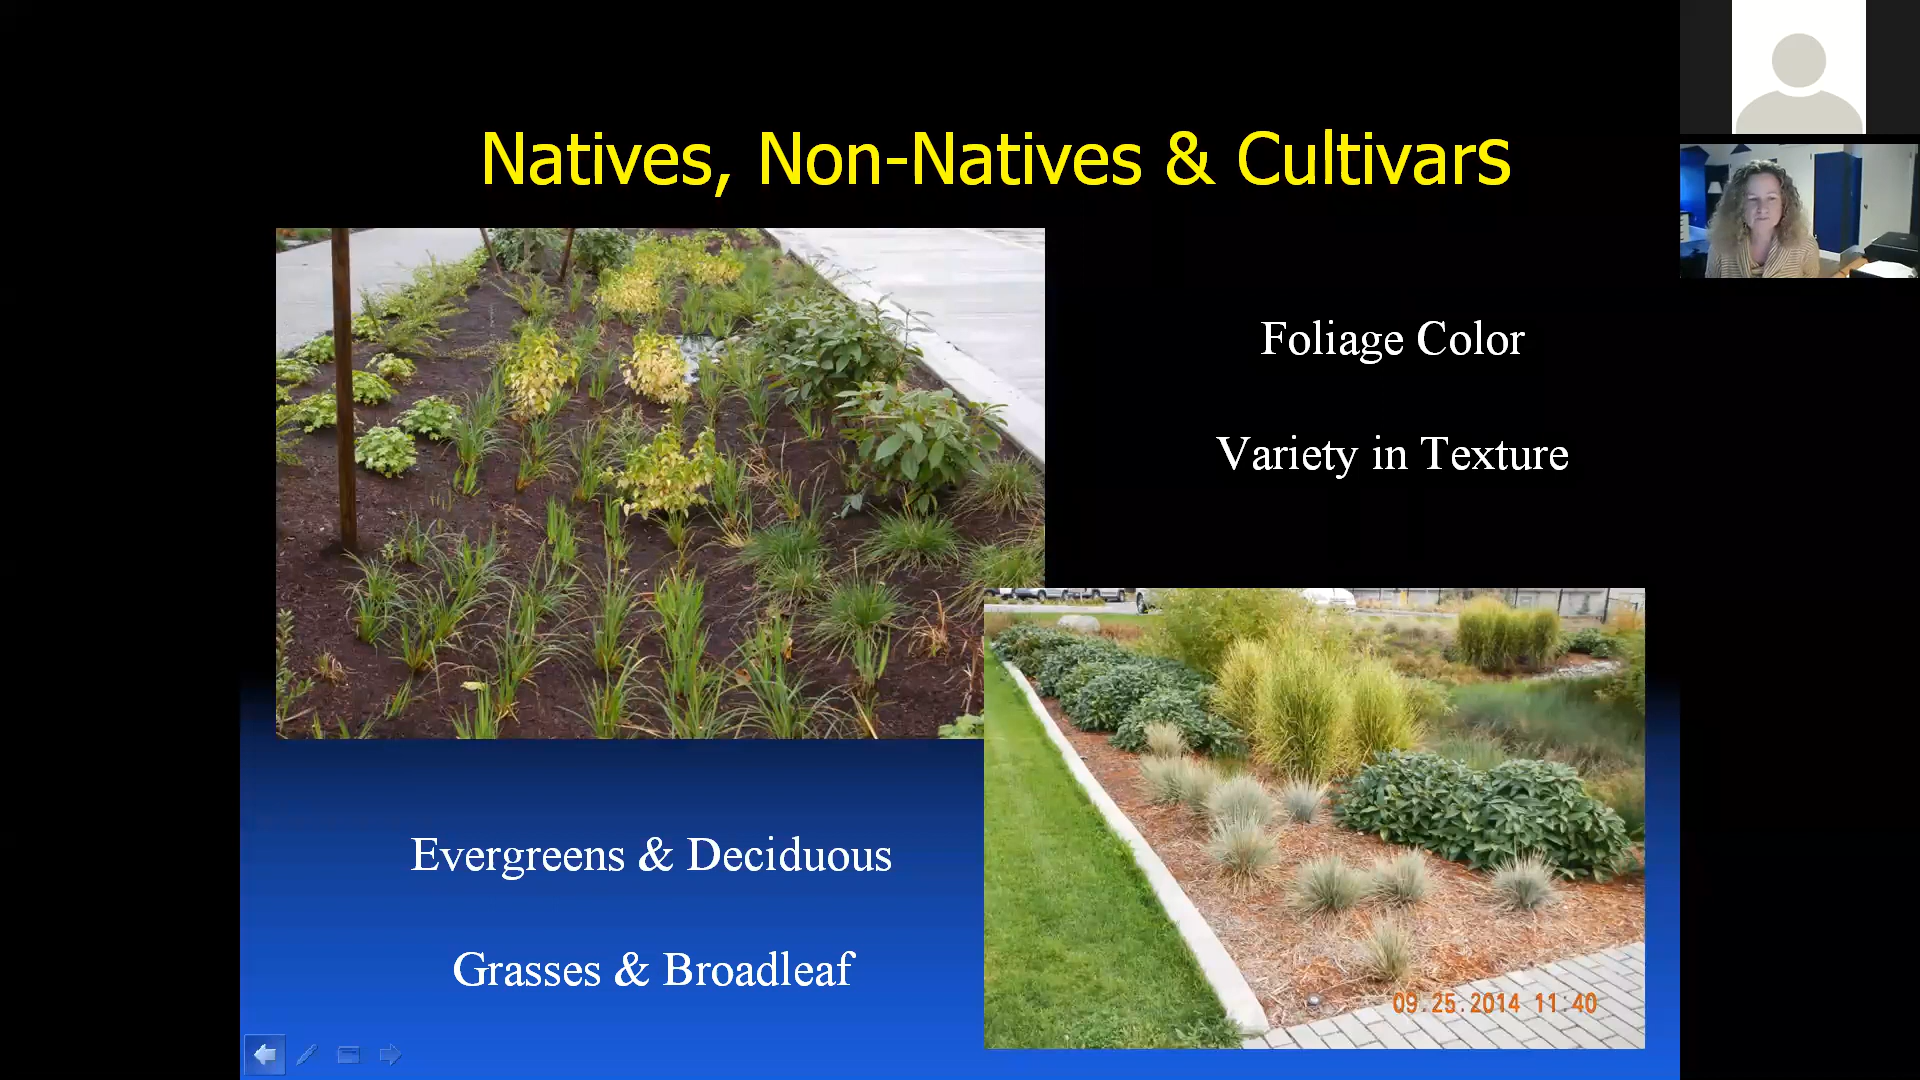 Natives, Non-Natives & Cultivars
Foliage Color
Variety in Texture
Evergreens & Deciduous
Grasses & Broadleaf
09.25.2014 11:40